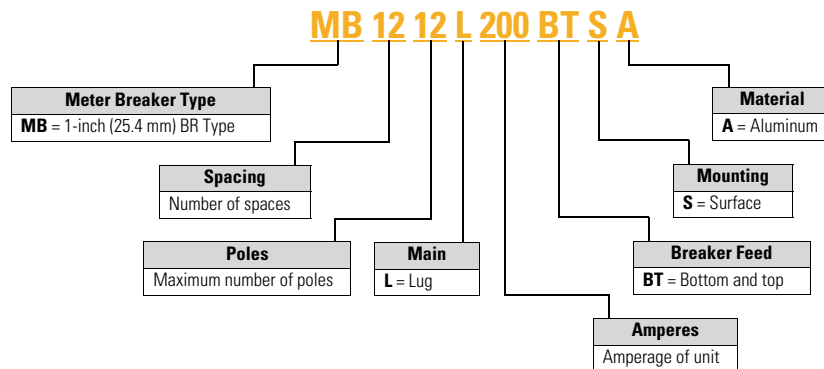 MB 12 12 L 200 BT S A
Meter Breaker Type
MB = 1-inch (25.4 mm) BR Type
Material
A = Aluminum
Spacing
Number of spaces
Mounting
S = Surface
Poles
Maximum number of poles
Main
L = Lug
Breaker Feed
BT = Bottom and top
Amperes
Amperage of unit